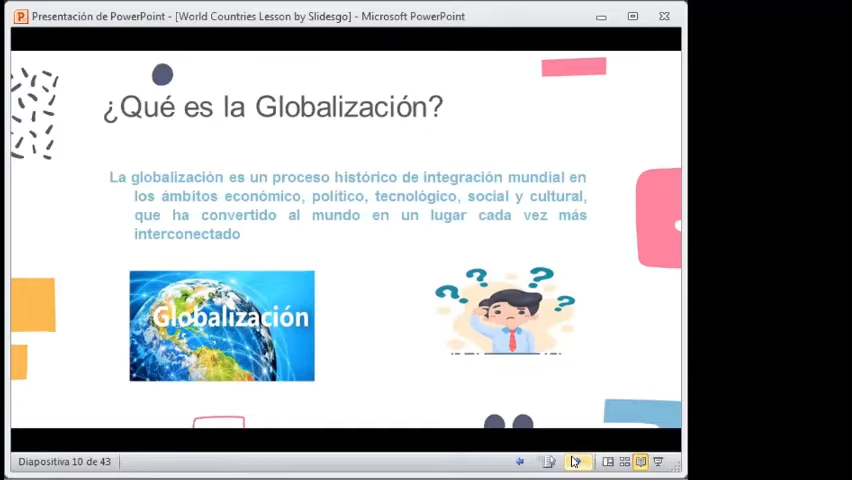 Presentación de PowerPoint - [World Countries Lesson by Slidesgo] - Microsoft PowerPoint
¿Qué es la Globalización?
La globalización es un proceso histórico de integración mundial en
los ámbitos económico, político, tecnológico, social y cultural,
que ha convertido al mundo en un lugar cada vez más
interconectado
Globalización
? ? ? ? ?
Diapositiva 10 de 43